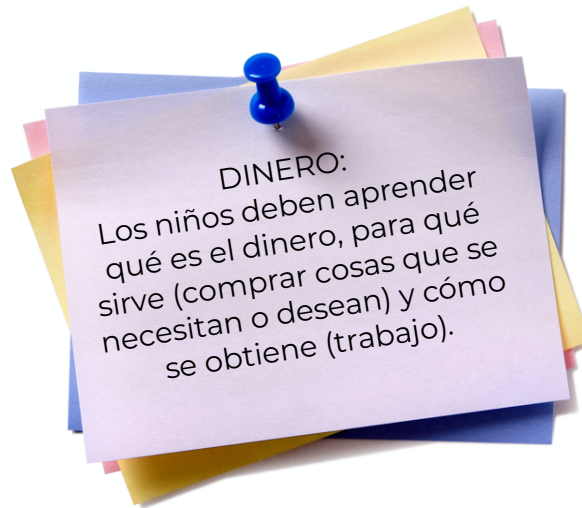 DINERO:
Los niños deben aprender
qué es el dinero, para qué
sirve (comprar cosas que se
necesitan o desean) y cómo
se obtiene (trabajo).